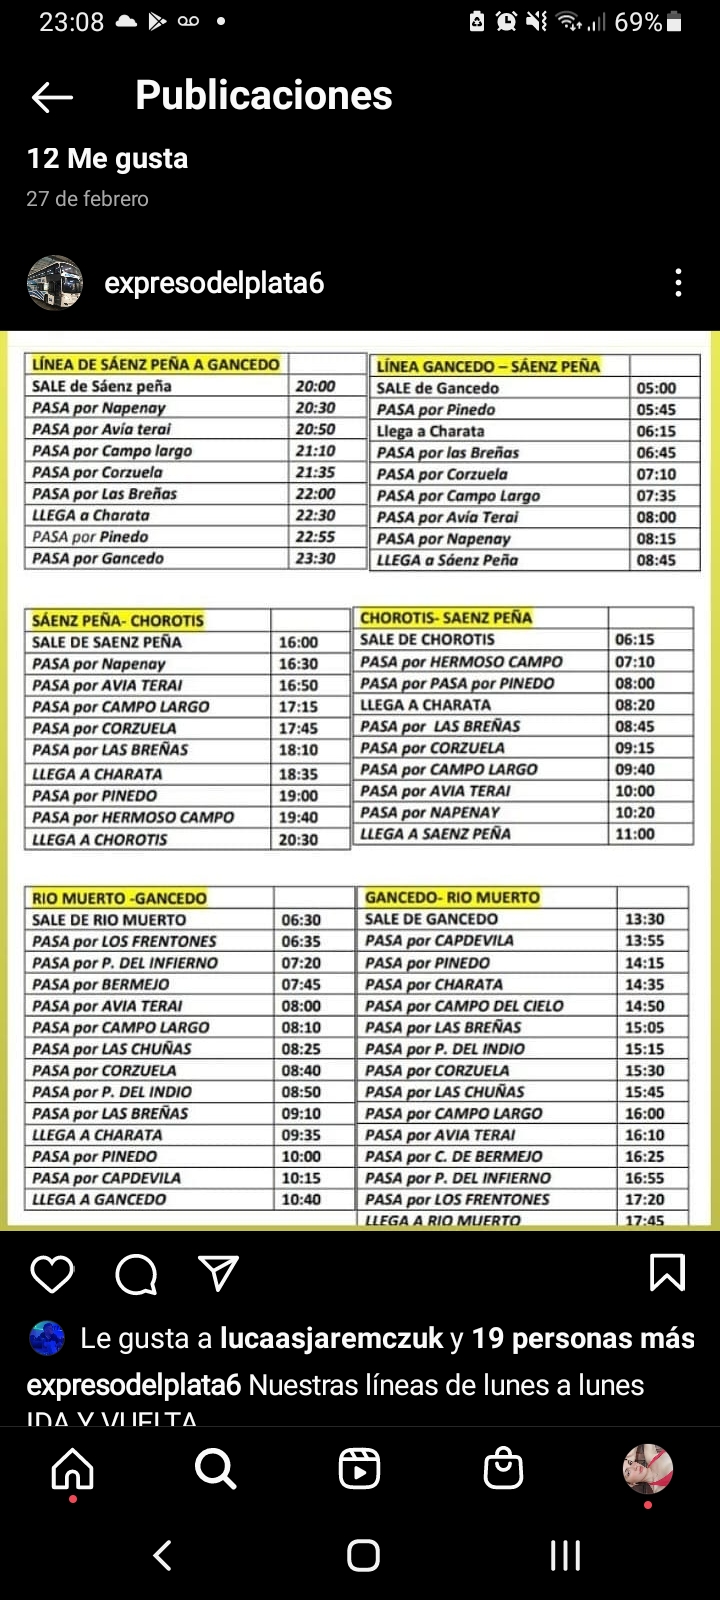 23:08 69%
Publicaciones
12 Me gusta
27 de febrero
expresodelplata6
LÍNEA DE SÁENZ PEÑA A GANCEDO
SALE de Sáenz peña 20:00
PASA por Napenay 20:30
PASA por Avía terai 20:50
PASA por Campo largo 21:10
PASA por Corzuela 21:35
PASA por Las Breñas 22:00
LLEGA a Charata 22:30
PASA por Pinedo 22:55
PASA por Gancedo 23:30
LÍNEA GANCEDO – SÁENZ PEÑA
SALE de Gancedo 05:00
PASA por Pinedo 05:45
Llega a Charata 06:15
PASA por las Breñas 06:45
PASA por Corzuela 07:10
PASA por Campo Largo 07:35
PASA por Avía Terai 08:00
PASA por Napenay 08:15
LLEGA a Sáenz Peña 08:45
SÁENZ PEÑA- CHOROTIS
SALE DE SAENZ PEÑA 16:00
PASA por Napenay 16:30
PASA por AVIA TERAI 16:50
PASA por CAMPO LARGO 17:15
PASA por CORZUELA 17:45
PASA por LAS BREÑAS 18:10
LLEGA A CHARATA 18:35
PASA por PINEDO 19:00
PASA por HERMOSO CAMPO 19:40
LLEGA A CHOROTIS 20:30
CHOROTIS- SAENZ PEÑA
SALE DE CHOROTIS 06:15
PASA por HERMOSO CAMPO 07:10
PASA por PASA por PINEDO 08:00
LLEGA A CHARATA 08:20
PASA por LAS BREÑAS 08:45
PASA por CORZUELA 09:15
PASA por CAMPO LARGO 09:40
PASA por AVIA TERAI 10:00
PASA por NAPENAY 10:20
LLEGA A SAENZ PEÑA 11:00
RIO MUERTO -GANCEDO
SALE DE RIO MUERTO 06:30
PASA por LOS FRENTONES 06:35
PASA por P. DEL INFIERNO 07:20
PASA por BERMEJO 07:45
PASA por AVIA TERAI 08:00
PASA por CAMPO LARGO 08:10
PASA por LAS CHUÑAS 08:25
PASA por CORZUELA 08:40
PASA por P. DEL INDIO 08:50
PASA por LAS BREÑAS 09:10
LLEGA A CHARATA 09:35
PASA por PINEDO 10:00
PASA por CAPDEVILA 10:15
LLEGA A GANCEDO 10:40
GANCEDO- RIO MUERTO
SALE DE GANCEDO 13:30
PASA por CAPDEVILA 13:55
PASA por PINEDO 14:15
PASA por CHARATA 14:35
PASA por CAMPO DEL CIELO 14:50
PASA por LAS BREÑAS 15:05
PASA por P. DEL INDIO 15:15
PASA por CORZUELA 15:30
PASA por LAS CHUÑAS 15:45
PASA por CAMPO LARGO 16:00
PASA por AVIA TERAI 16:10
PASA por C. DE BERMEJO 16:25
PASA por P. DEL INFIERNO 16:55
PASA por LOS FRENTONES 17:20
LLEGA A RIO MUERTO 17:45
Le gusta a lucaasjaremczuk y 19 personas más
expresodelplata6 Nuestras líneas de lunes a lunes
IDA Y VUELTA